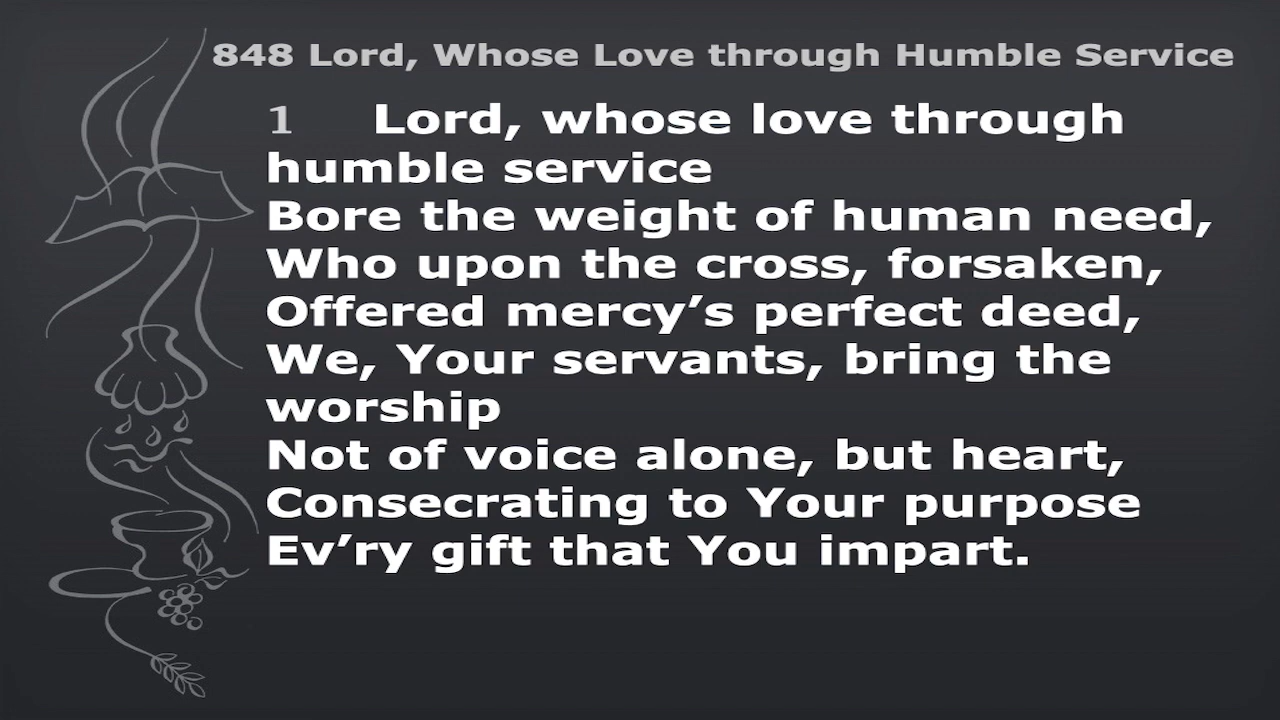 848 Lord, Whose Love through Humble Service
1 Lord, whose love through
humble service
Bore the weight of human need,
Who upon the cross, forsaken,
Offered mercy’s perfect deed,
We, Your servants, bring the
worship
Not of voice alone, but heart,
Consecrating to Your purpose
Ev’ry gift that You impart.